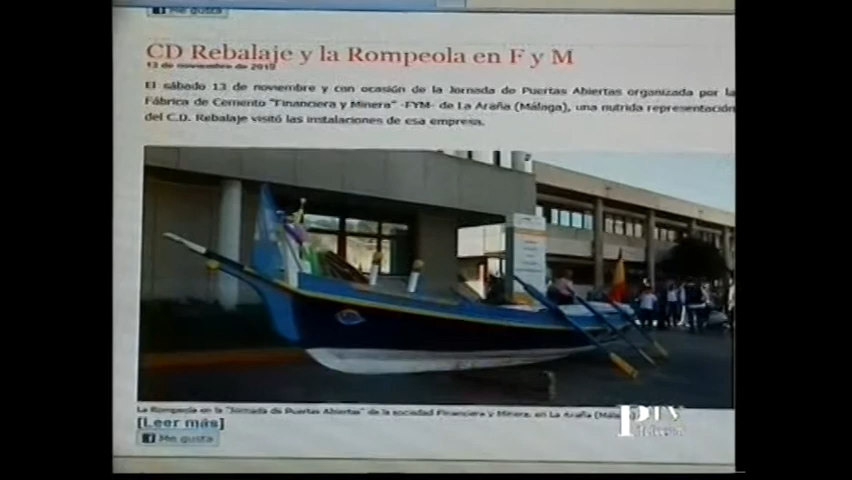 Me gusta
CD Rebalaje y la Rompeola en F y M
13 de noviembre de 2010
El sábado 13 de noviembre y con ocasión de la Jornada de Puertas Abiertas organizada por la
Fábrica de Cemento "Financiera y Minera" -FYM- de La Araña (Málaga), una nutrida representación
del C.D. Rebalaje visitó las instalaciones de esa empresa.
La Rompeola en la "Jornada de Puertas Abiertas" de la sociedad Financiera y Minera, en La Araña (Málaga)
[Leer más]
PTV
Me gusta